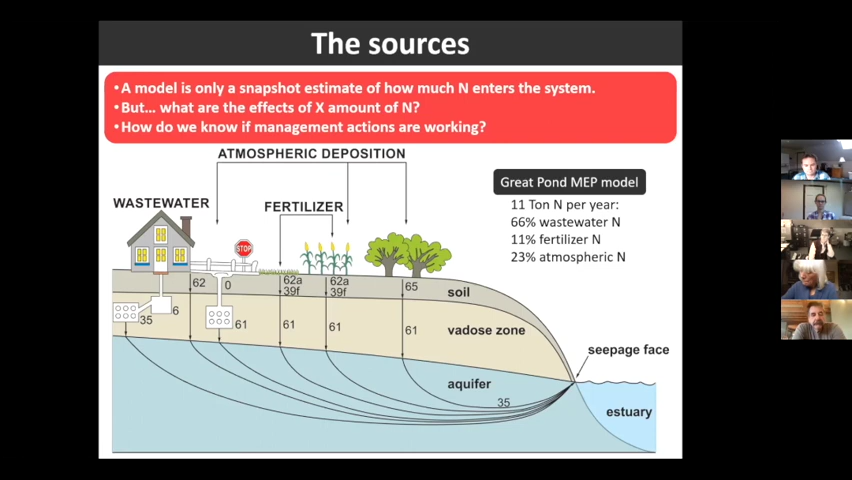 The sources
•A model is only a snapshot estimate of how much N enters the system.
•But... what are the effects of X amount of N?
•How do we know if management actions are working?
ATMOSPHERIC DEPOSITION
WASTEWATER
FERTILIZER
STOP
Great Pond MEP model
11 Ton N per year:
66% wastewater N
11% fertilizer N
23% atmospheric N
62
0
62a
39f
62a
39f
65
soil
35
6
61
61
61
61
vadose zone
seepage face
aquifer
35
estuary